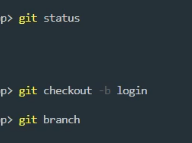 p> git status
p> git checkout -b login
p> git branch